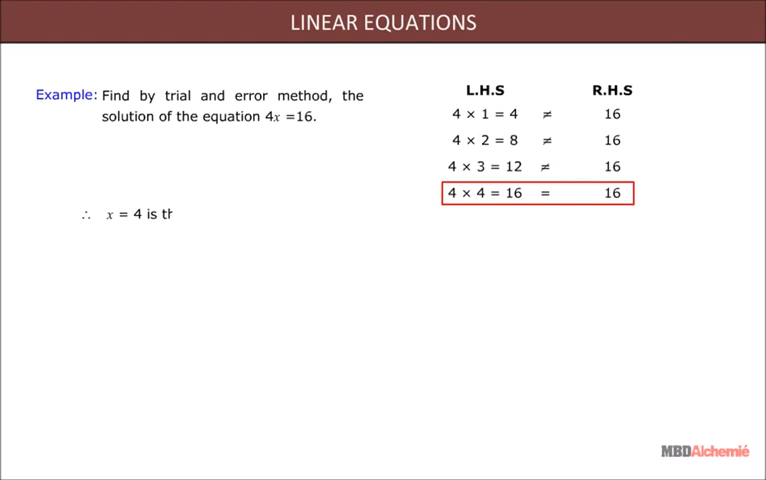 LINEAR EQUATIONS
Example: Find by trial and error method, the
solution of the equation 4x =16.
∴ x = 4 is th
L.H.S R.H.S
4 × 1 = 4 ≠ 16
4 × 2 = 8 ≠ 16
4 × 3 = 12 ≠ 16
4 × 4 = 16 = 16
MBDAlchemié